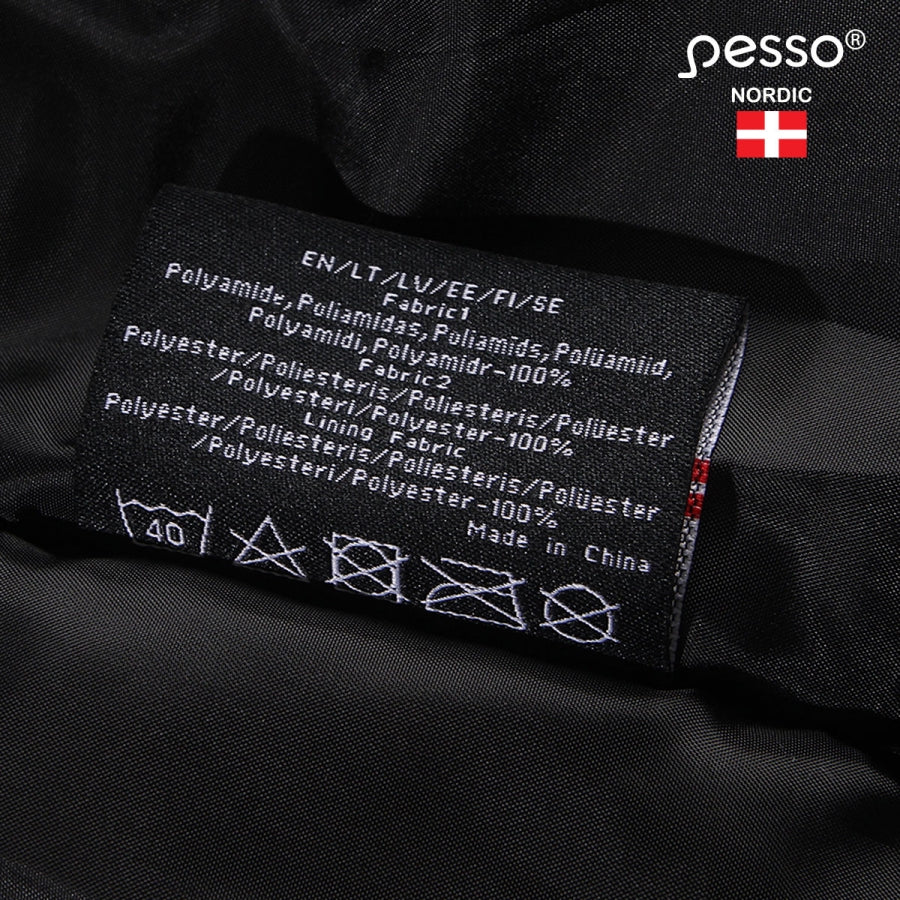 pesso®
NORDIC
EN/LT/LV/EE/FI/SE
Fabric1
Polyamide, Poliamidas, Poliamīds, Polüamiid,
Polyamidi, Polyamidr-100%
Fabric2
Polyester/Poliesteris/Poliesteris/Polüester
/Polyesteri/Polyester-100%
Lining Fabric
Polyester/Poliesteris/Poliesteris/Polüester
/Polyesteri/Polyester-100%
Made in China
40